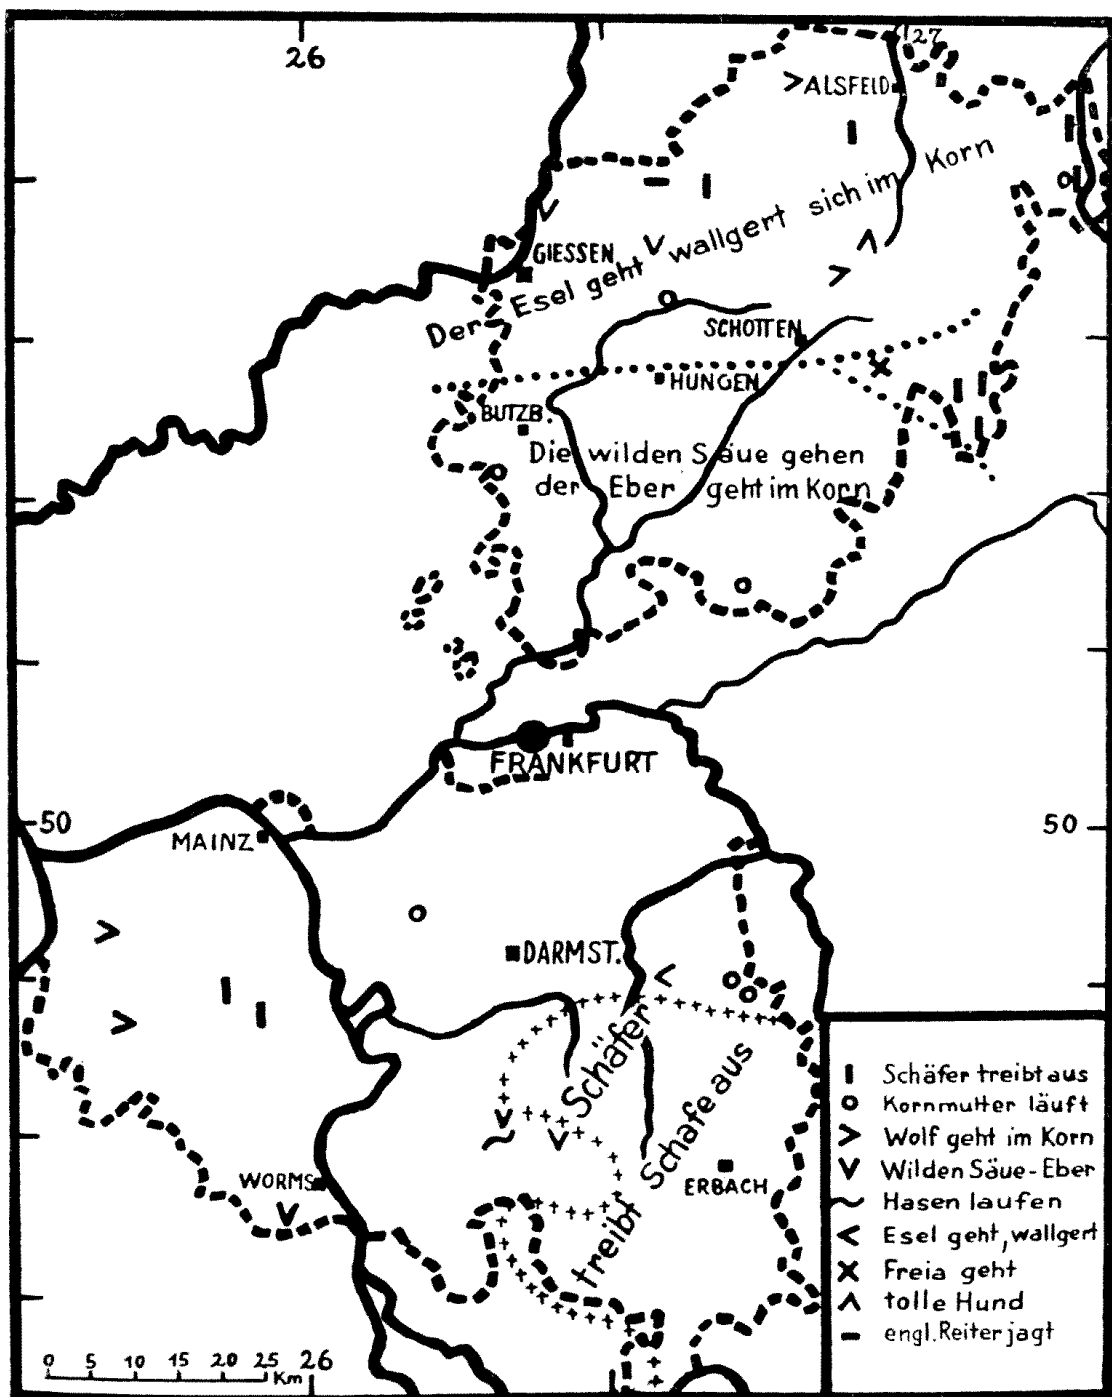 26
27
ALSFELD
Der Esel geht wallgert sich im Korn
GIESSEN
SCHOTTEN
HUNGEN
BUTZB.
Die wilden Säue gehen
der Eber geht im Korn
FRANKFURT
50
50
MAINZ
DARMST.
Schäfer
treibt Schafe aus
WORMS
ERBACH
Schäfer treibt aus
Kornmutter läuft
Wolf geht im Korn
Wilden Säue-Eber
Hasen laufen
Esel geht, wallgert
Freia geht
tolle Hund
engl. Reiter jagt
0 5 10 15 20 25 Km
26